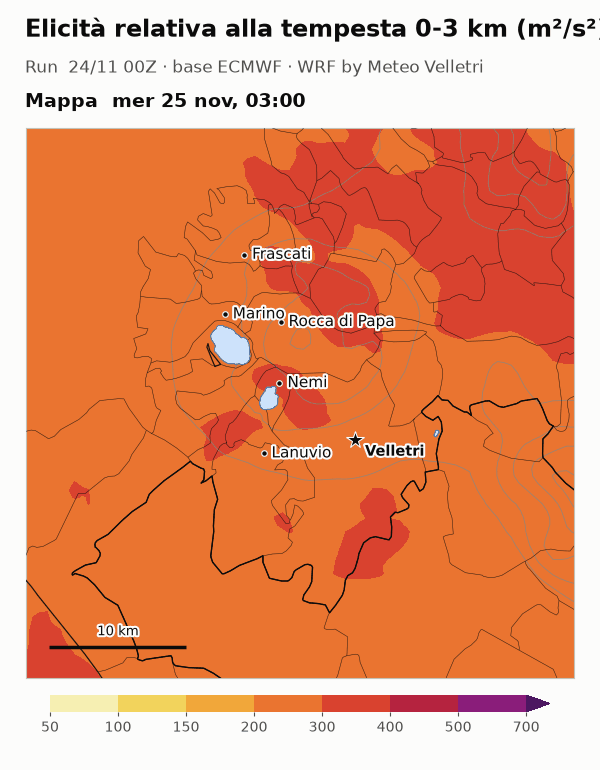 Elicità relativa alla tempesta 0-3 km (m²/s²)
Run  24/11 00Z · base ECMWF · WRF by Meteo Velletri
Mappa  mer 25 nov, 03:00
Frascati
Marino
Rocca di Papa
Nemi
Velletri
Lanuvio
10 km
50 100 150 200 300 400 500 700